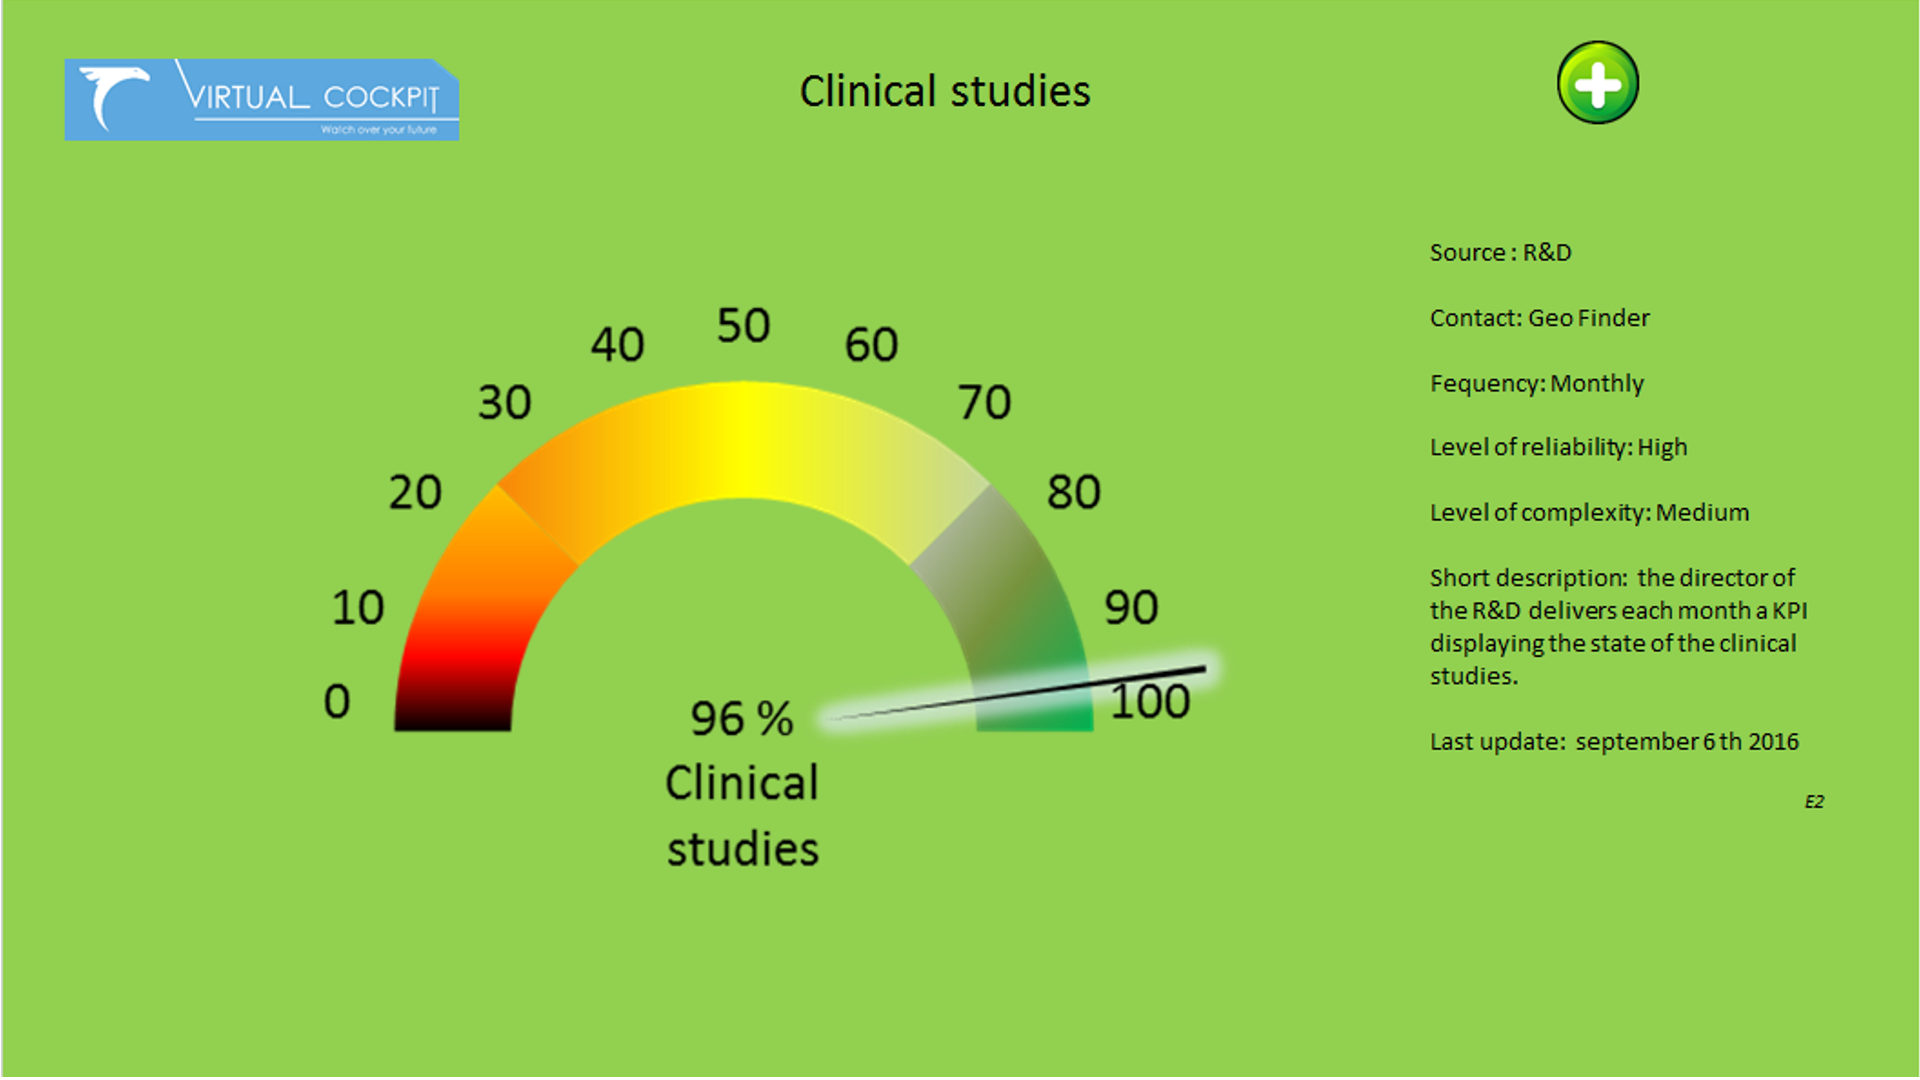 VIRTUAL COCKPIT
Watch over your future
Clinical studies
Source : R&D
Contact: Geo Finder
Fequency: Monthly
Level of reliability: High
Level of complexity: Medium
Short description: the director of
the R&D delivers each month a KPI
displaying the state of the clinical
studies.
Last update: september 6 th 2016
E2
0
10
20
30
40
50
60
70
80
90
100
96 %
Clinical
studies